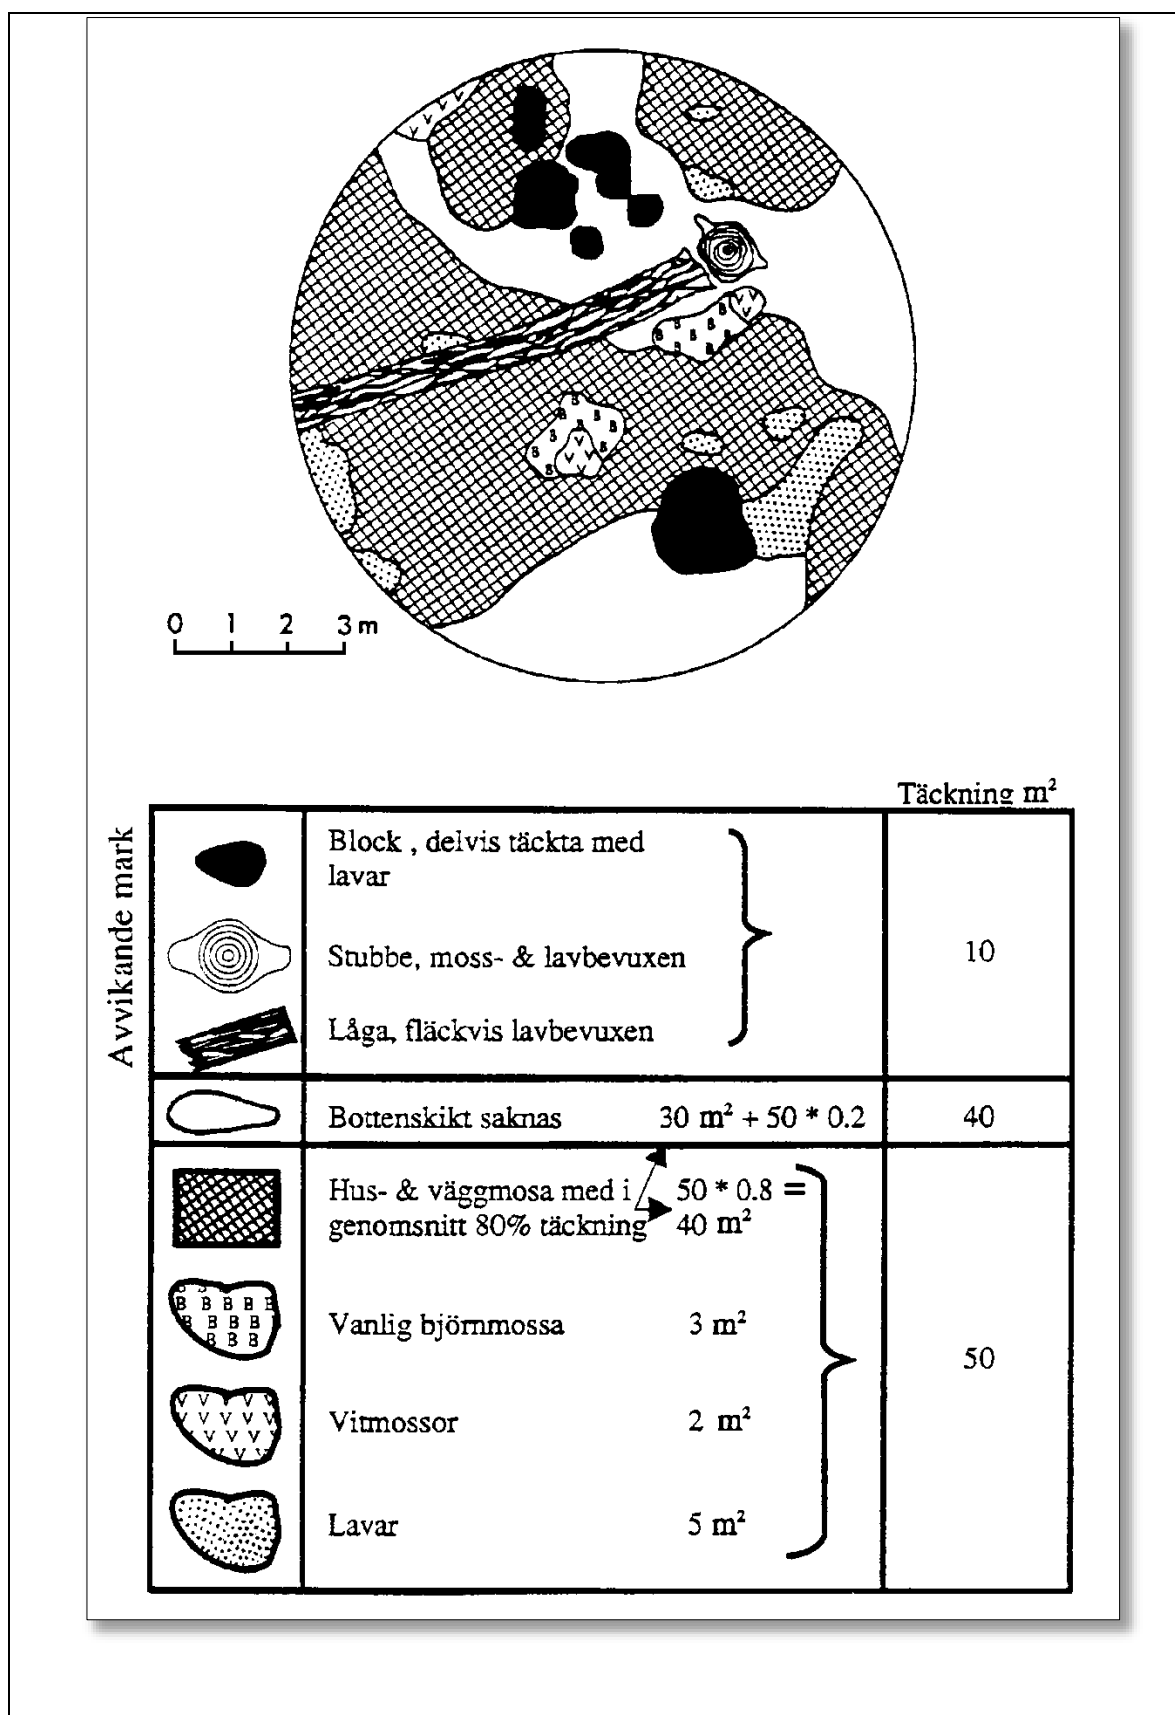 0 1 2 3 m
Täckning m²
Avvikande mark
Block , delvis täckta med
lavar
Stubbe, moss- & lavbevuxen
10
Låga, fläckvis lavbevuxen
Bottenskikt saknas 30 m² + 50 * 0.2 40
Hus- & väggmosa med i 50 * 0.8 =
genomsnitt 80% täckning 40 m²
B B B B B
B B B B
B B B
Vanlig björnmossa 3 m²
50
V V V V V
V V V V
V V V
Vitmossor 2 m²
Lavar 5 m²